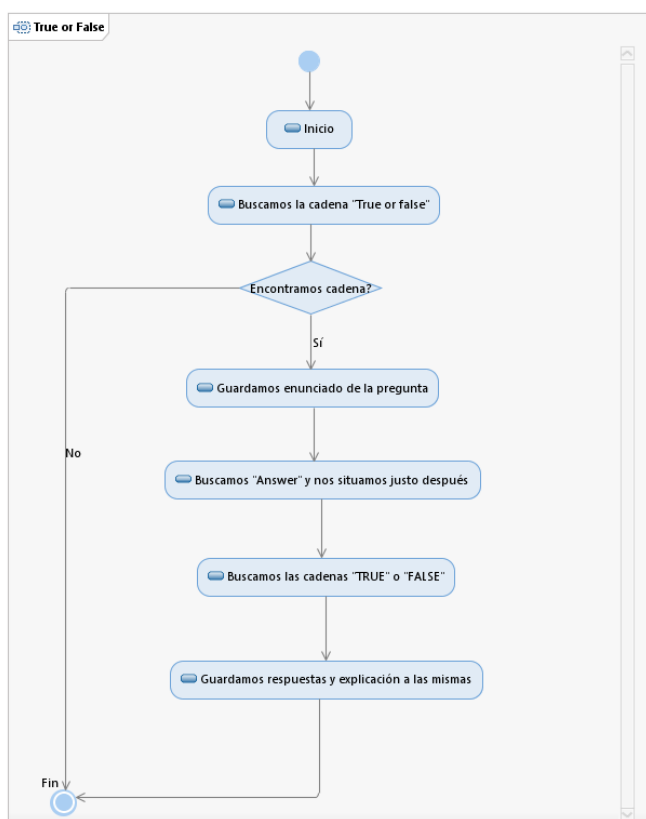 True or False
Inicio
Buscamos la cadena "True or false"
Encontramos cadena?
Sí
Guardamos enunciado de la pregunta
No
Buscamos "Answer" y nos situamos justo después
Buscamos las cadenas "TRUE" o "FALSE"
Guardamos respuestas y explicación a las mismas
Fin